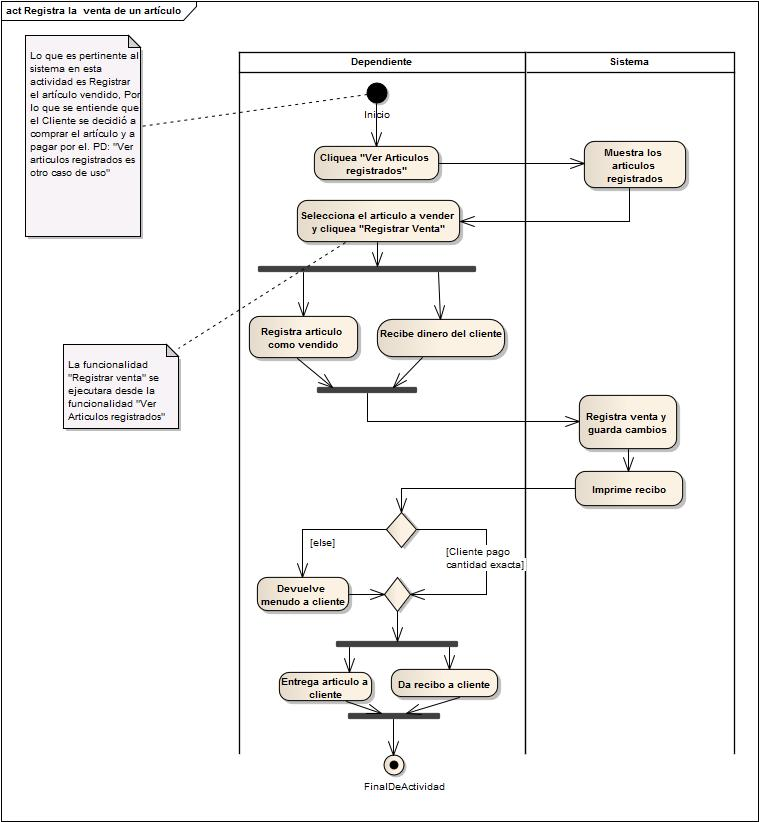 act Registra la venta de un artículo
Lo que es pertinente al
sistema en esta
actividad es Registrar
el artículo vendido, Por
lo que se entiende que
el Cliente se decidió a
comprar el artículo y a
pagar por el. PD: "Ver
articulos registrados es
otro caso de uso"
Dependiente
Sistema
Inicio
Cliquea "Ver Articulos
registrados"
Muestra los
articulos
registrados
Selecciona el articulo a vender
y cliquea "Registrar Venta"
Registra articulo
como vendido
Recibe dinero del cliente
La funcionalidad
"Registrar venta" se
ejecutara desde la
funcionalidad "Ver
Articulos registrados"
Registra venta y
guarda cambios
Imprime recibo
[else]
[Cliente pago
cantidad exacta]
Devuelve
menudo a cliente
Entrega articulo a
cliente
Da recibo a cliente
FinalDeActividad